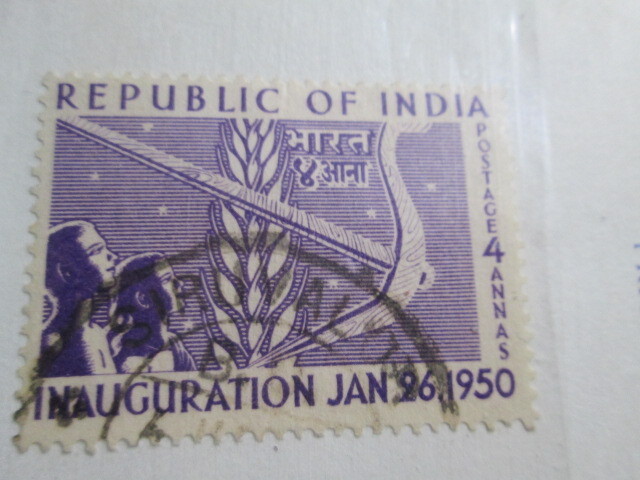 REPUBLIC OF INDIA
भारत
४ आना
POSTAGE 4 ANNAS
INAUGURATION JAN 26, 1950